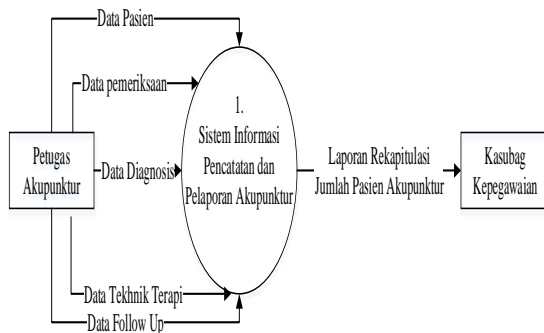 Data Pasien
Data pemeriksaan
1.
Sistem Informasi
Pencatatan dan
Pelaporan Akupunktur
Petugas
Akupunktur
Data Diagnosis
Laporan Rekapitulasi
Jumlah Pasien Akupunktur
Kasubag
Kepegawaian
Data Tekhnik Terapi
Data Follow Up